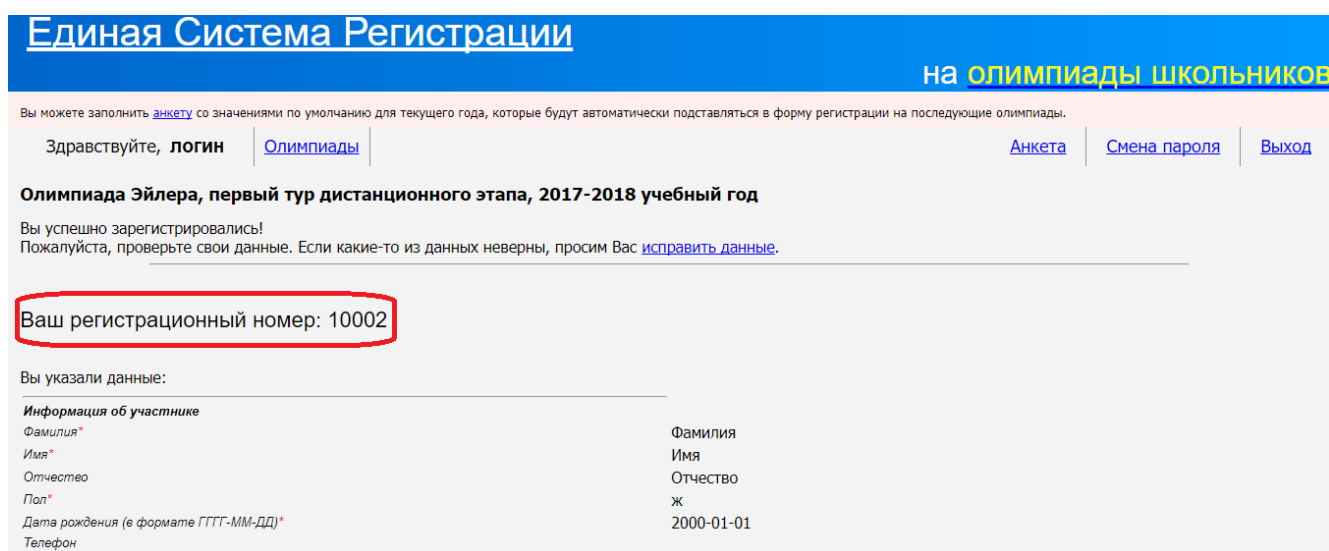 Единая Система Регистрации
на олимпиады школьников
Вы можете заполнить анкету со значениями по умолчанию для текущего года, которые будут автоматически подставляться в форму регистрации на последующие олимпиады.
Здравствуйте, логин Олимпиады Анкета Смена пароля Выход
Олимпиада Эйлера, первый тур дистанционного этапа, 2017-2018 учебный год
Вы успешно зарегистрировались!
Пожалуйста, проверьте свои данные. Если какие-то из данных неверны, просим Вас исправить данные.
Ваш регистрационный номер: 10002
Вы указали данные:
Информация об участнике
Фамилия* Фамилия
Имя* Имя
Отчество Отчество
Пол* ж
Дата рождения (в формате ГГГГ-ММ-ДД)* 2000-01-01
Телефон